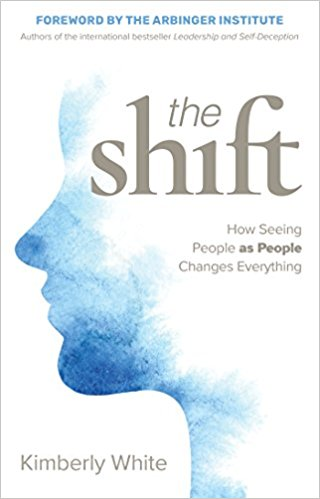 FOREWORD BY THE ARBINGER INSTITUTE
Authors of the international bestseller Leadership and Self-Deception
the
shift
How Seeing
People as People
Changes Everything
Kimberly White